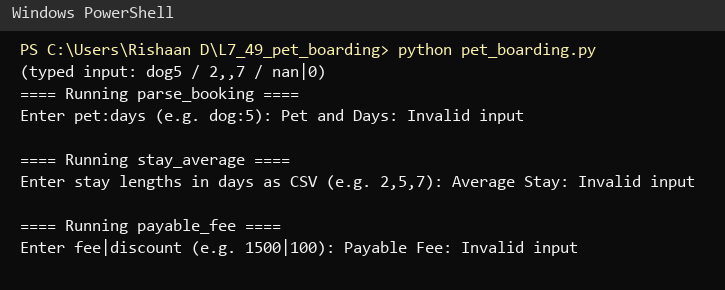 Windows PowerShell
PS C:\Users\Rishaan D\L7_49_pet_boarding> python pet_boarding.py
(typed input: dog5 / 2,,7 / nan|0)
==== Running parse_booking ====
Enter pet:days (e.g. dog:5): Pet and Days: Invalid input
==== Running stay_average ====
Enter stay lengths in days as CSV (e.g. 2,5,7): Average Stay: Invalid input
==== Running payable_fee ====
Enter fee|discount (e.g. 1500|100): Payable Fee: Invalid input